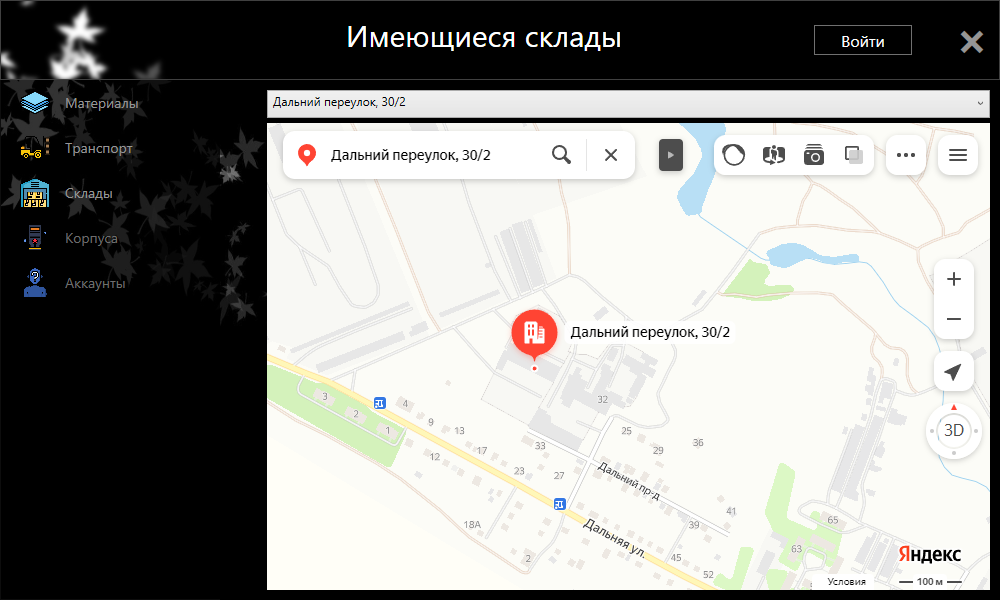 Имеющиеся склады
Войти
Материалы
Транспорт
Склады
Корпуса
Аккаунты
Дальний переулок, 30/2
Дальний переулок, 30/2
Дальний переулок, 30/2
3
2
1
4
9
13
12
17
23
27
33
32
25
29
36
Дальний пр-д
41
39
18А
2
Дальняя ул.
45
52
65
63
3D
Яндекс
Условия
100 м